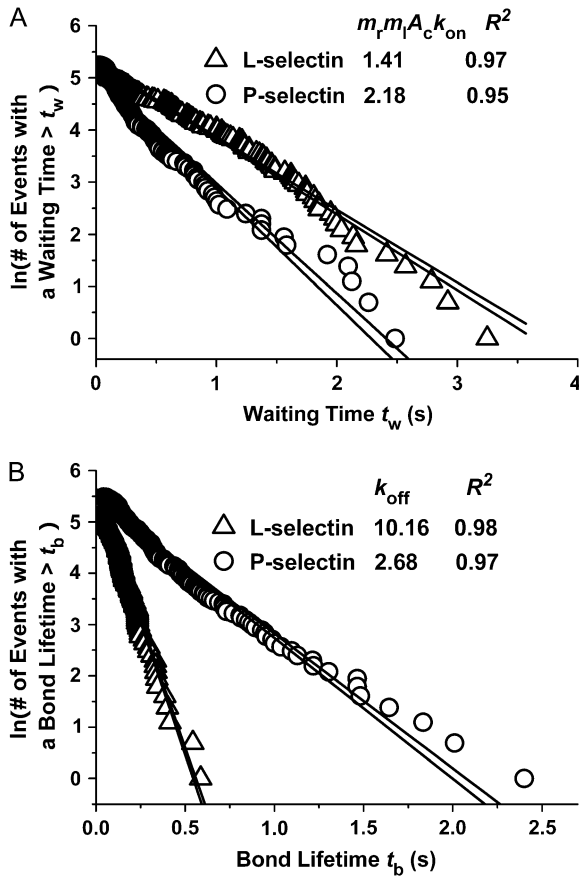 A
m_r m_l A_c k_on R²
L-selectin 1.41 0.97
P-selectin 2.18 0.95
ln(# of Events with
a Waiting Time > t_w )
6
5
4
3
2
1
0
0 1 2 3 4
Waiting Time t_w (s)
B
k_off R²
L-selectin 10.16 0.98
P-selectin 2.68 0.97
ln(# of Events with
a Bond Lifetime > t_b )
6
5
4
3
2
1
0
0.0 0.5 1.0 1.5 2.0 2.5
Bond Lifetime t_b (s)